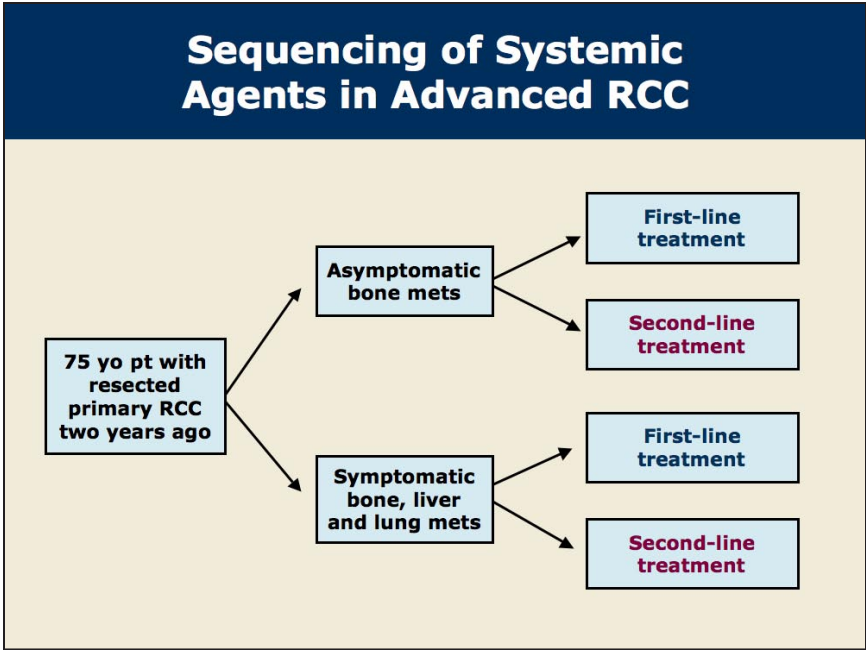 Sequencing of Systemic
Agents in Advanced RCC
75 yo pt with
resected
primary RCC
two years ago
Asymptomatic
bone mets
First-line
treatment
Second-line
treatment
Symptomatic
bone, liver
and lung mets
First-line
treatment
Second-line
treatment